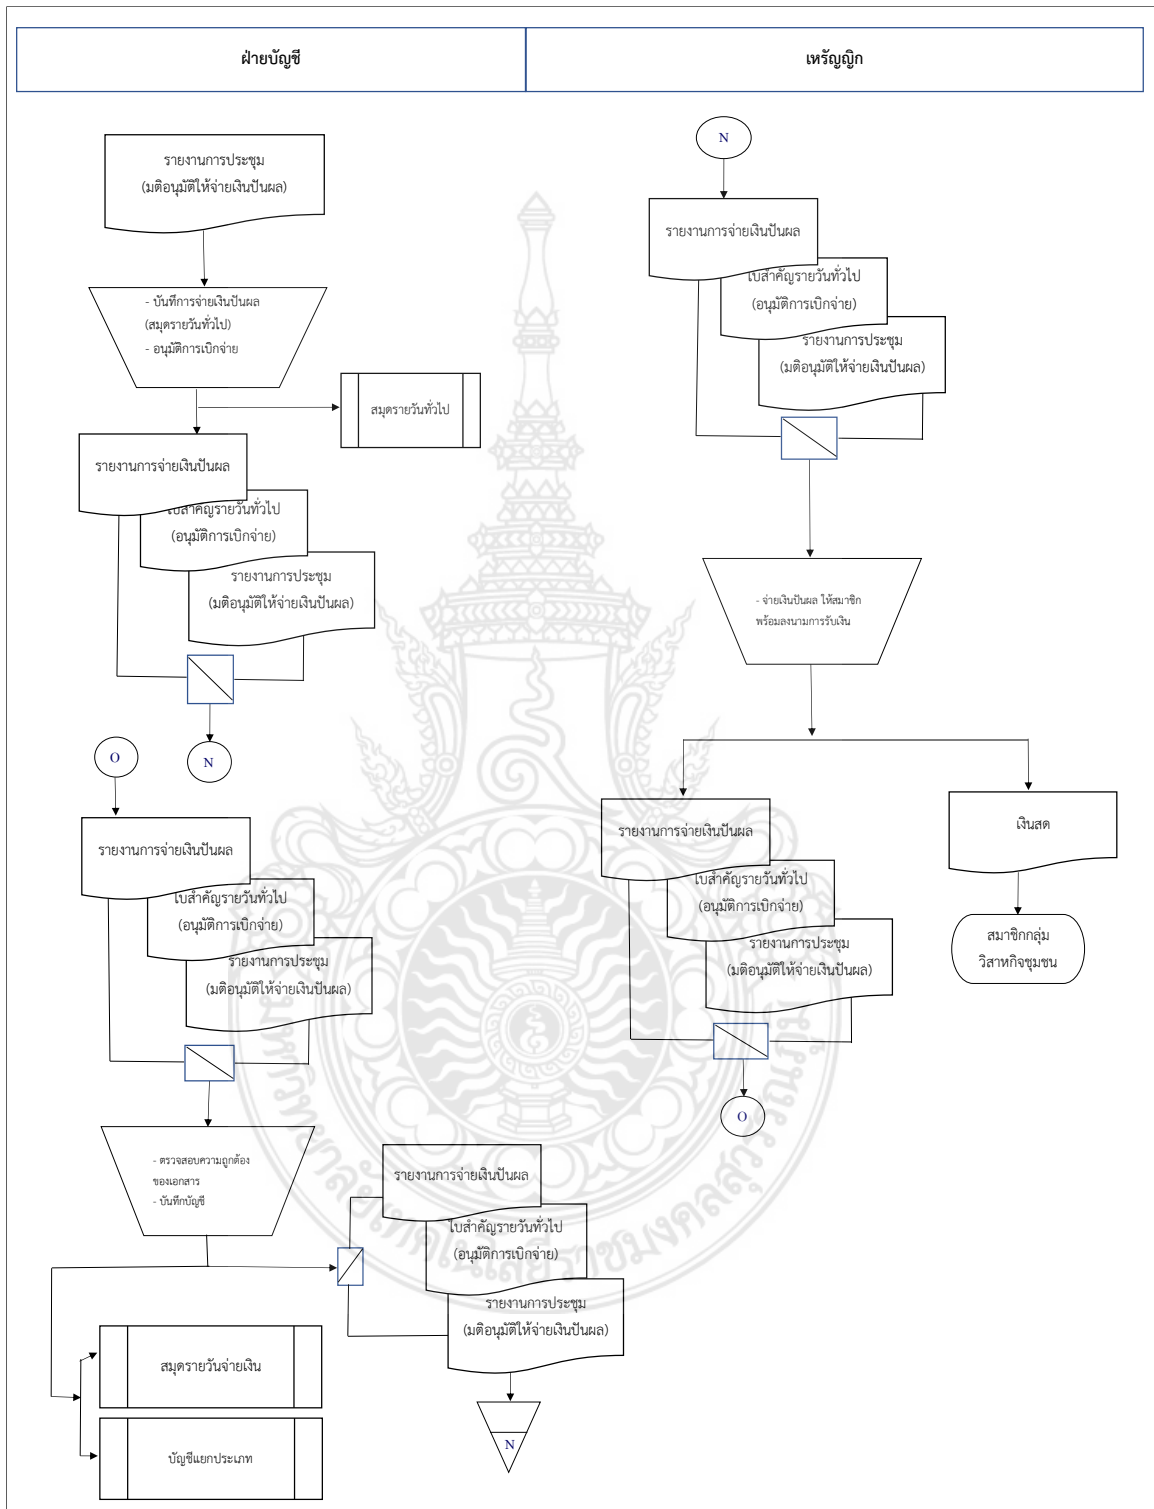 ฝ่ายบัญชี
เหรัญญิก
รายงานการประชุม
(มติอนุมัติให้จ่ายเงินปันผล)
- บันทึการจ่ายเงินปันผล
(สมุดรายวันทั่วไป)
- อนุมัติการเบิกจ่าย
สมุดรายวันทั่วไป
รายงานการจ่ายเงินปันผล
ใบสำคัญรายวันทั่วไป
(อนุมัติการเบิกจ่าย)
รายงานการประชุม
(มติอนุมัติให้จ่ายเงินปันผล)
N
O
รายงานการจ่ายเงินปันผล
ใบสำคัญรายวันทั่วไป
(อนุมัติการเบิกจ่าย)
รายงานการประชุม
(มติอนุมัติให้จ่ายเงินปันผล)
- ตรวจสอบความถูกต้อง
ของเอกสาร
- บันทึกบัญชี
รายงานการจ่ายเงินปันผล
ใบสำคัญรายวันทั่วไป
(อนุมัติการเบิกจ่าย)
รายงานการประชุม
(มติอนุมัติให้จ่ายเงินปันผล)
N
สมุดรายวันจ่ายเงิน
บัญชีแยกประเภท
N
รายงานการจ่ายเงินปันผล
ใบสำคัญรายวันทั่วไป
(อนุมัติการเบิกจ่าย)
รายงานการประชุม
(มติอนุมัติให้จ่ายเงินปันผล)
- จ่ายเงินปันผล ให้สมาชิก
พร้อมลงนามการรับเงิน
รายงานการจ่ายเงินปันผล
ใบสำคัญรายวันทั่วไป
(อนุมัติการเบิกจ่าย)
รายงานการประชุม
(มติอนุมัติให้จ่ายเงินปันผล)
O
เงินสด
สมาชิกกลุ่ม
วิสาหกิจชุมชน
มหาวิทยาลัยเทคโนโลยีราชมงคลสุวรรณภูมิ